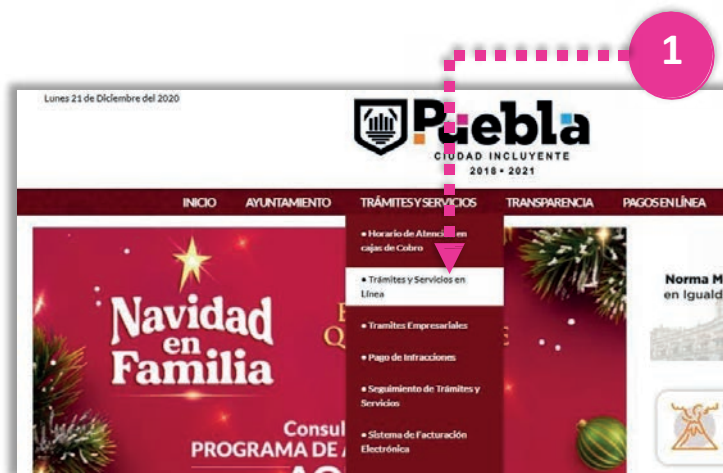 1
Lunes 21 de Diciembre del 2020
Puebla
CIUDAD INCLUYENTE
2018 • 2021
INICIO AYUNTAMIENTO TRÁMITES Y SERVICIOS TRANSPARENCIA PAGOS EN LÍNEA
• Horario de Atención en
cajas de Cobro
• Trámites y Servicios en
Línea
• Tramites Empresariales
• Pago de Infracciones
• Seguimiento de Trámites y
Servicios
• Sistema de Facturación
Electrónica
Navidad
en
Familia
Consul
PROGRAMA DE
Norma M
en Iguald